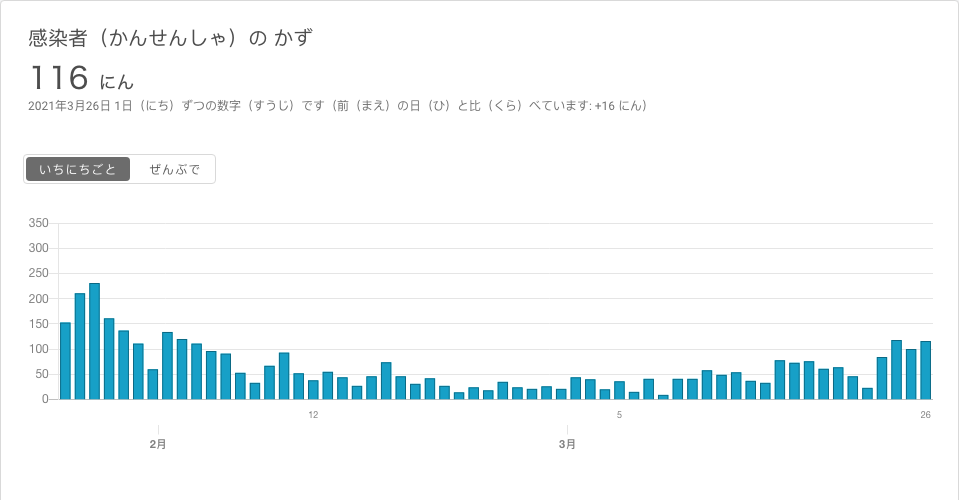 感染者（かんせんしゃ）の かず
116 にん
2021年3月26日 1日（にち）ずつの数字（すうじ）です（前（まえ）の日（ひ）と比（くら）べています: +16 にん）
いちにちごと ぜんぶで
350
300
250
200
150
100
50
0
12 5 26
2月 3月